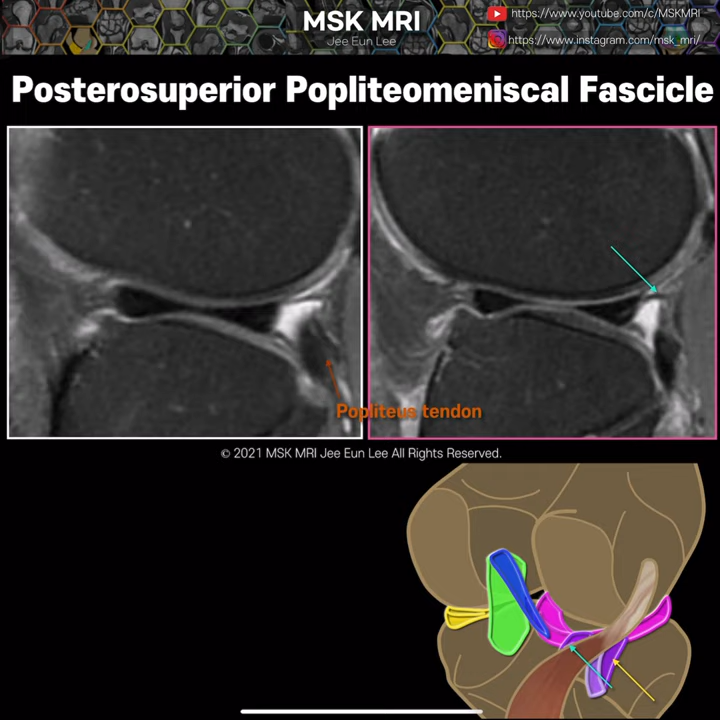 MSK MRI
Jee Eun Lee
https://www.youtube.com/c/MSKMRI
https://www.instagram.com/msk_mri/
Posterosuperior Popliteomeniscal Fascicle
Popliteus tendon
© 2021 MSK MRI Jee Eun Lee All Rights Reserved.